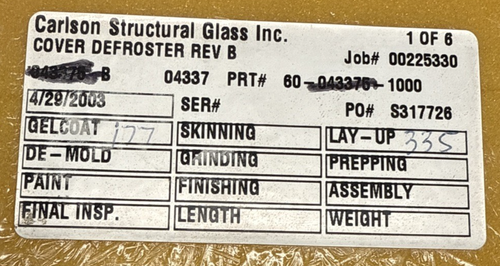 Carlson Structural Glass Inc. 1 OF 6
COVER DEFROSTER REV B Job# 00225330
B 04337 PRT# 60-043375-1000
4/29/2003 SER# PO# S317726
GELCOAT 177 SKINNING LAY-UP 335
DE-MOLD GRINDING PREPPING
PAINT FINISHING ASSEMBLY
FINAL INSP. LENGTH WEIGHT